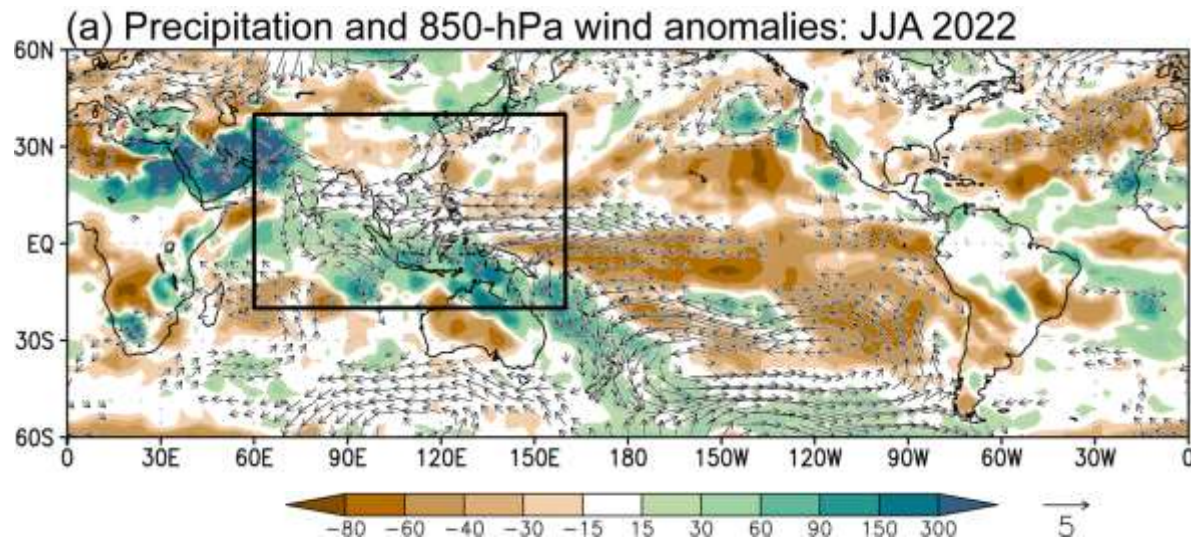 (a) Precipitation and 850-hPa wind anomalies: JJA 2022
60N
30N
EQ
30S
60S
0 30E 60E 90E 120E 150E 180 150W 120W 90W 60W 30W 0
−80 −60 −40 −30 −15 15 30 60 90 150 300
5